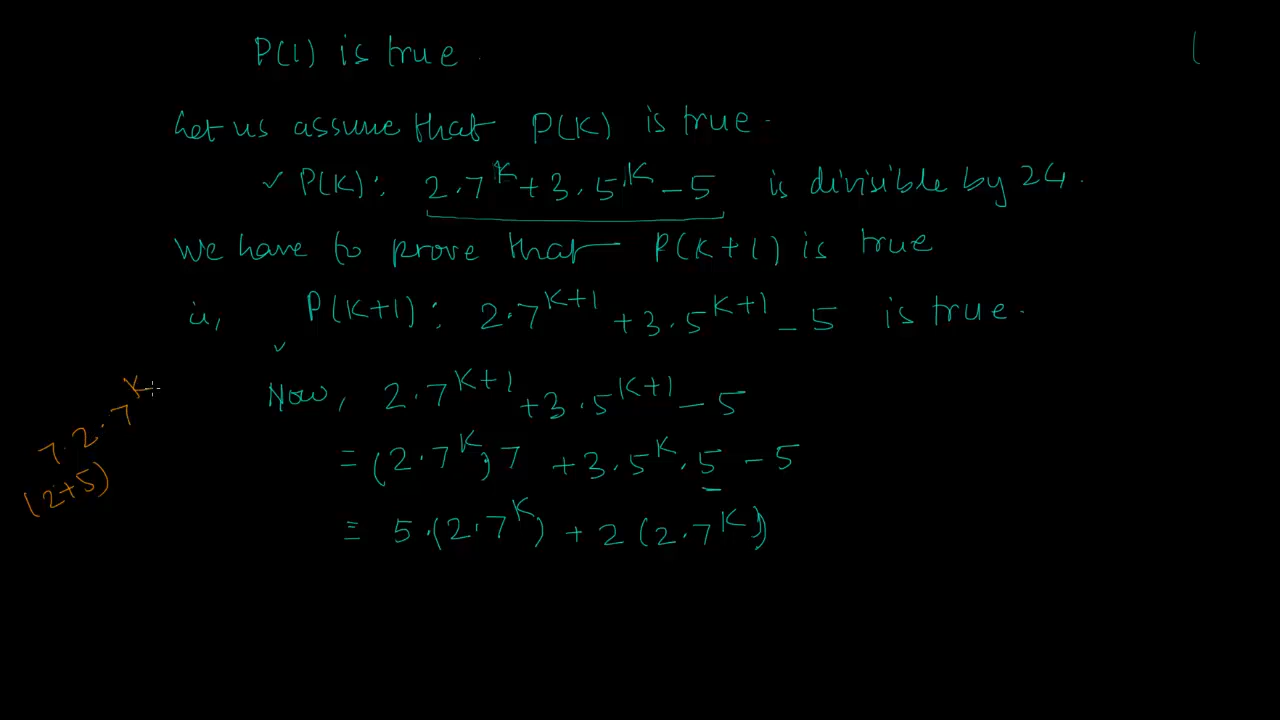 P(1) is true.
Let us assume that P(K) is true.
✓ P(K): 2·7^K + 3·5^K − 5 is divisible by 24.
We have to prove that P(K+1) is true
ie, P(K+1): 2·7^{K+1} + 3·5^{K+1} − 5 is true.
✓
Now, 2·7^{K+1} + 3·5^{K+1} − 5
= (2·7^K)7 + 3·5^K·5 − 5
= 5·(2·7^K) + 2(2·7^K)
7·2·7^K
(2+5)